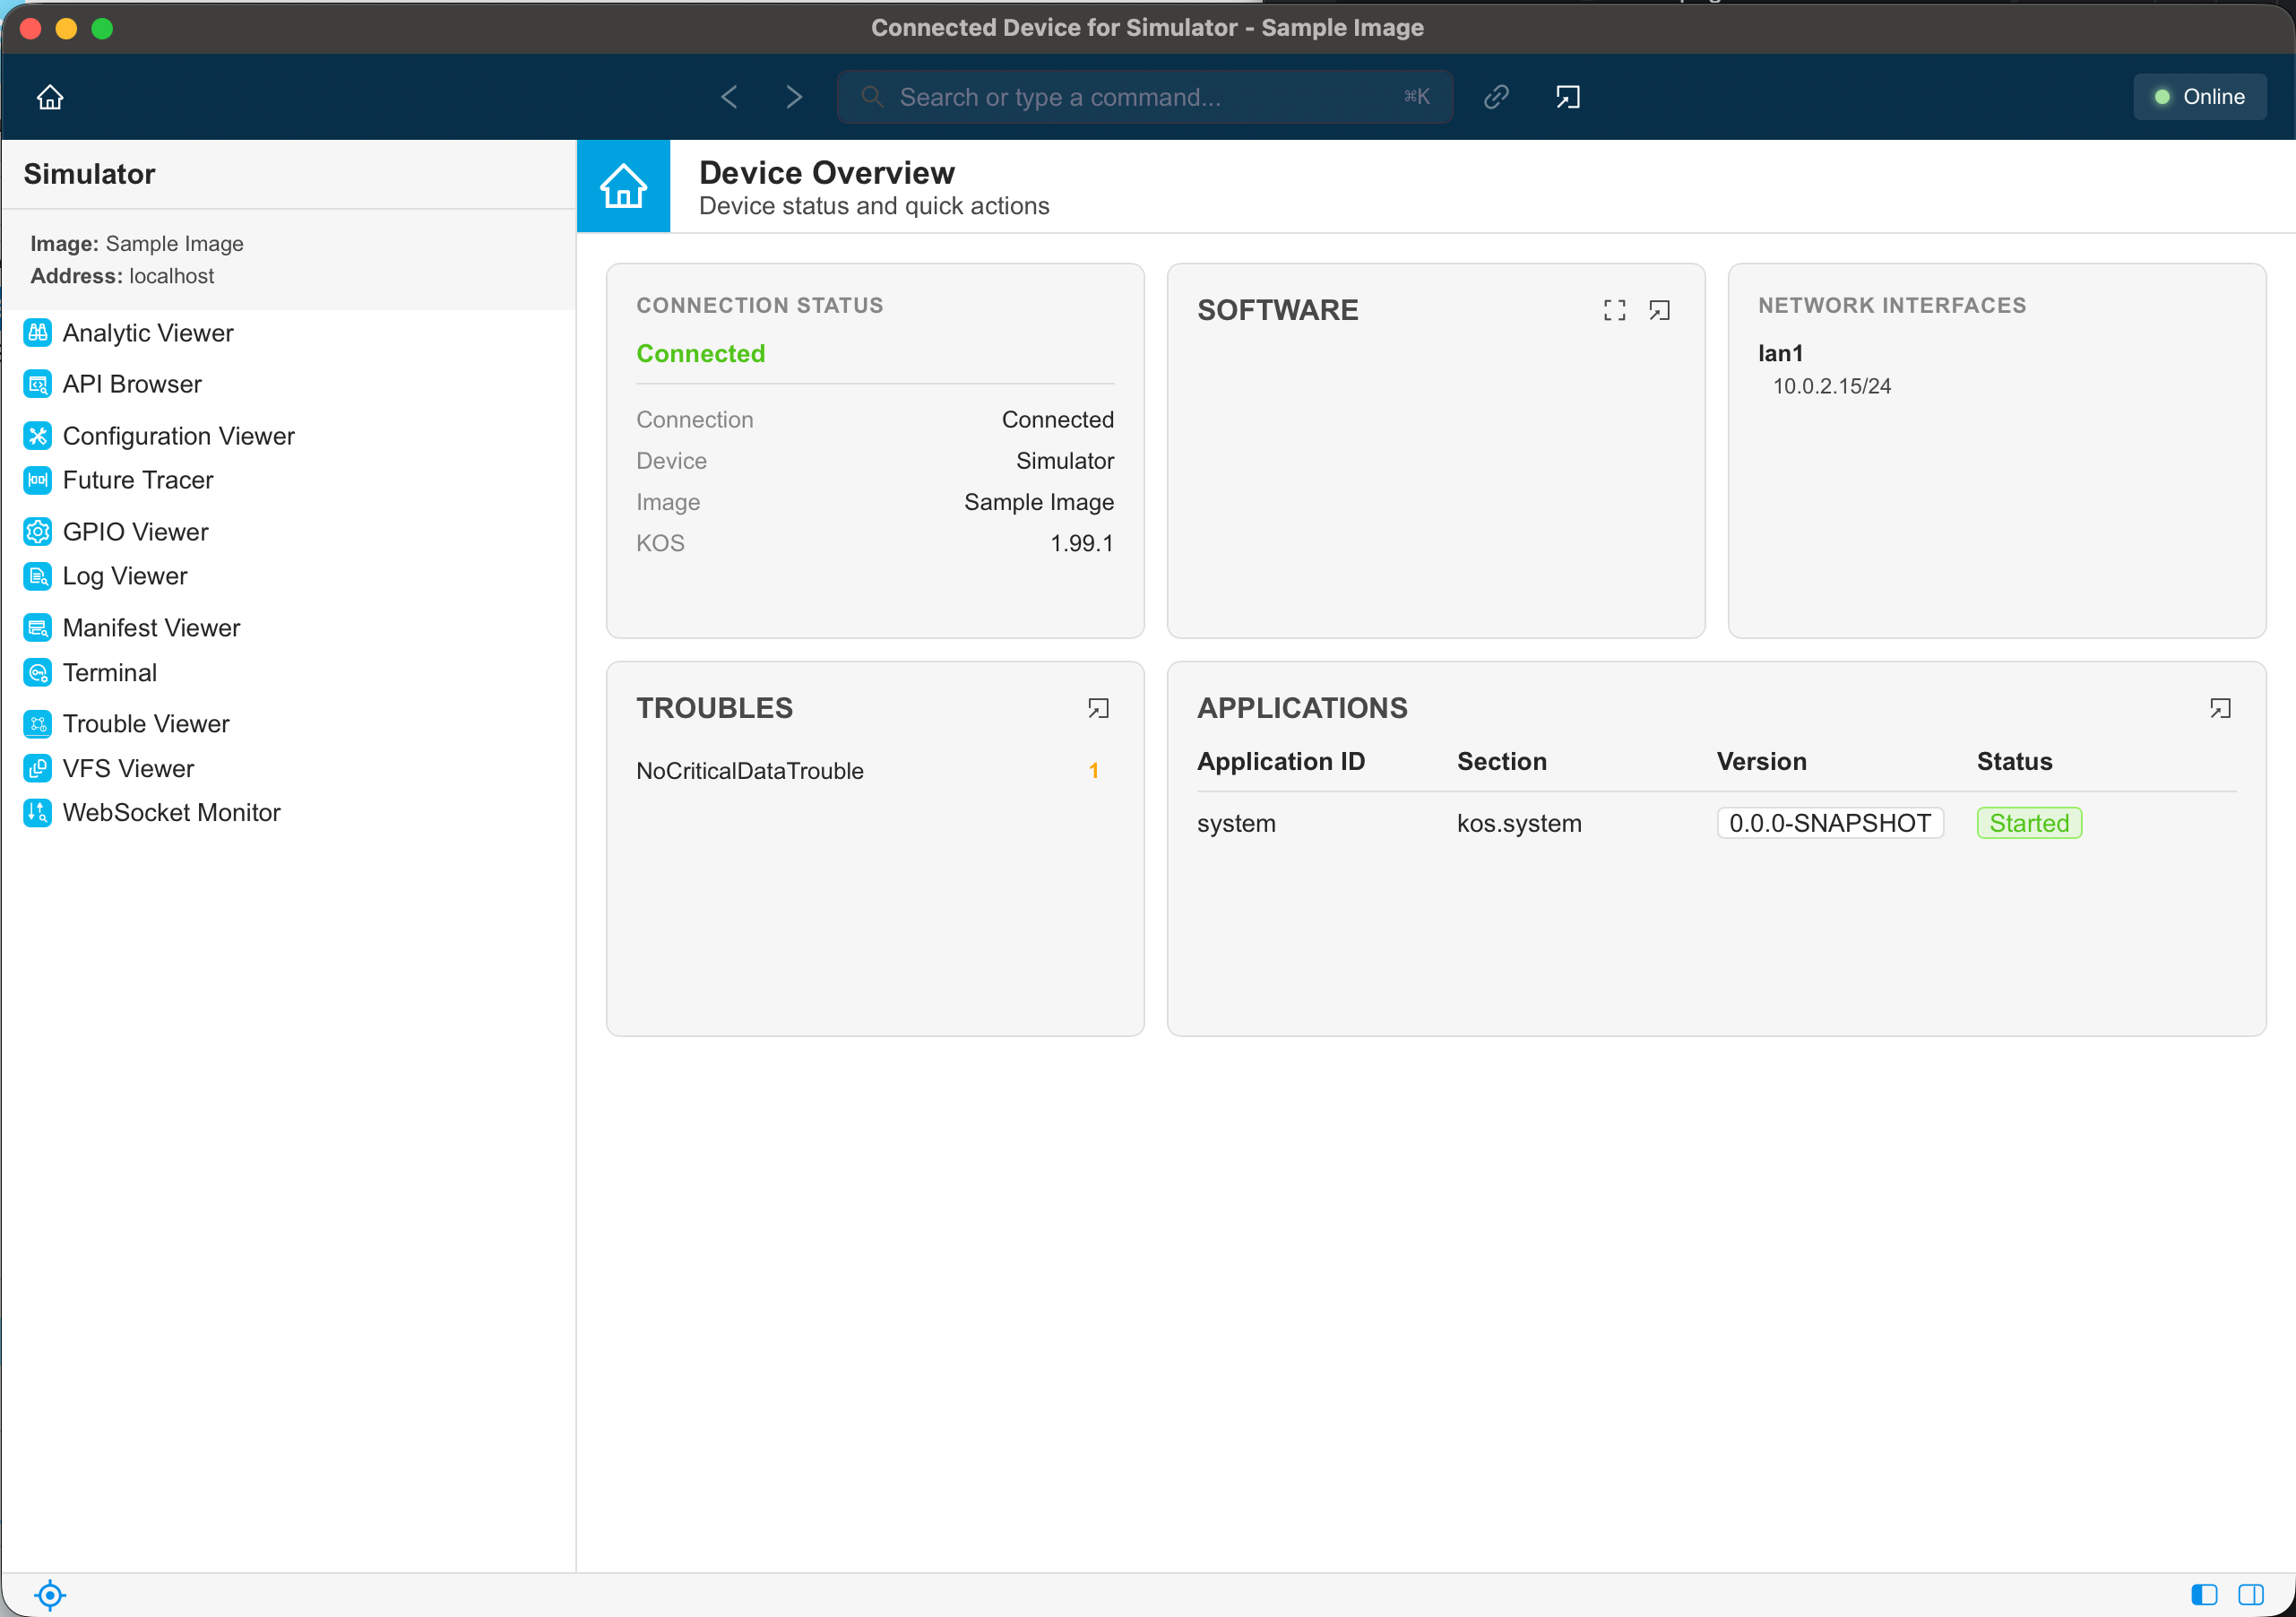 Connected Device for Simulator - Sample Image
Search or type a command...
⌘K
Online
Simulator
Image: Sample Image
Address: localhost
Analytic Viewer
API Browser
Configuration Viewer
Future Tracer
GPIO Viewer
Log Viewer
Manifest Viewer
Terminal
Trouble Viewer
VFS Viewer
WebSocket Monitor
Device Overview
Device status and quick actions
CONNECTION STATUS
Connected
Connection Connected
Device Simulator
Image Sample Image
KOS 1.99.1
SOFTWARE
NETWORK INTERFACES
lan1
10.0.2.15/24
TROUBLES
NoCriticalDataTrouble 1
APPLICATIONS
Application ID Section Version Status
system kos.system 0.0.0-SNAPSHOT Started